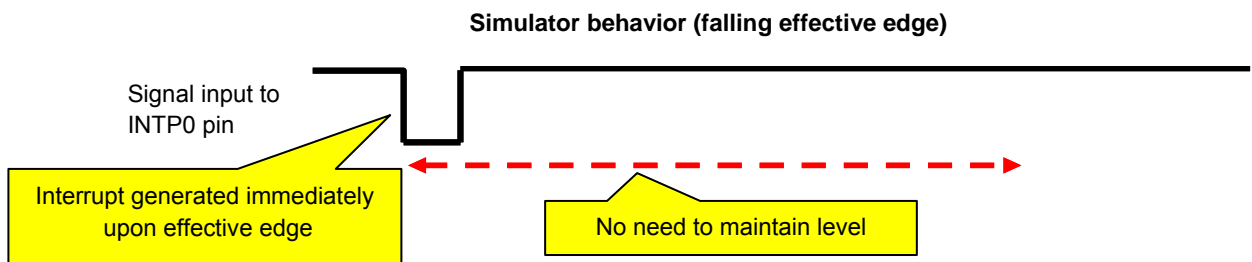 Simulator behavior (falling effective edge)
Signal input to
INTP0 pin
Interrupt generated immediately
upon effective edge
No need to maintain level